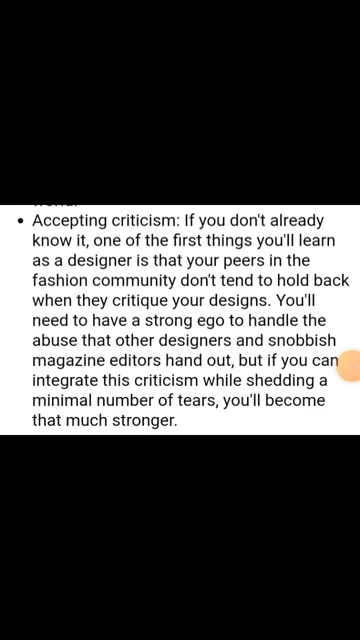 • Accepting criticism: If you don't already
know it, one of the first things you'll learn
as a designer is that your peers in the
fashion community don't tend to hold back
when they critique your designs. You'll
need to have a strong ego to handle the
abuse that other designers and snobbish
magazine editors hand out, but if you can
integrate this criticism while shedding a
minimal number of tears, you'll become
that much stronger.